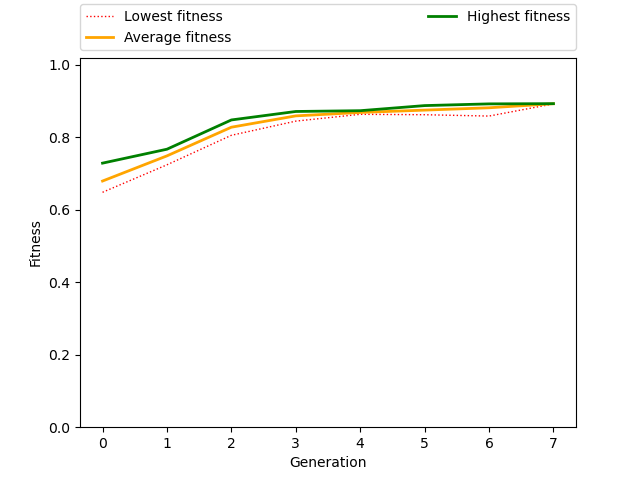 Lowest fitness
Average fitness
Highest fitness
1.0
0.8
0.6
0.4
0.2
0.0
Fitness
0 1 2 3 4 5 6 7
Generation